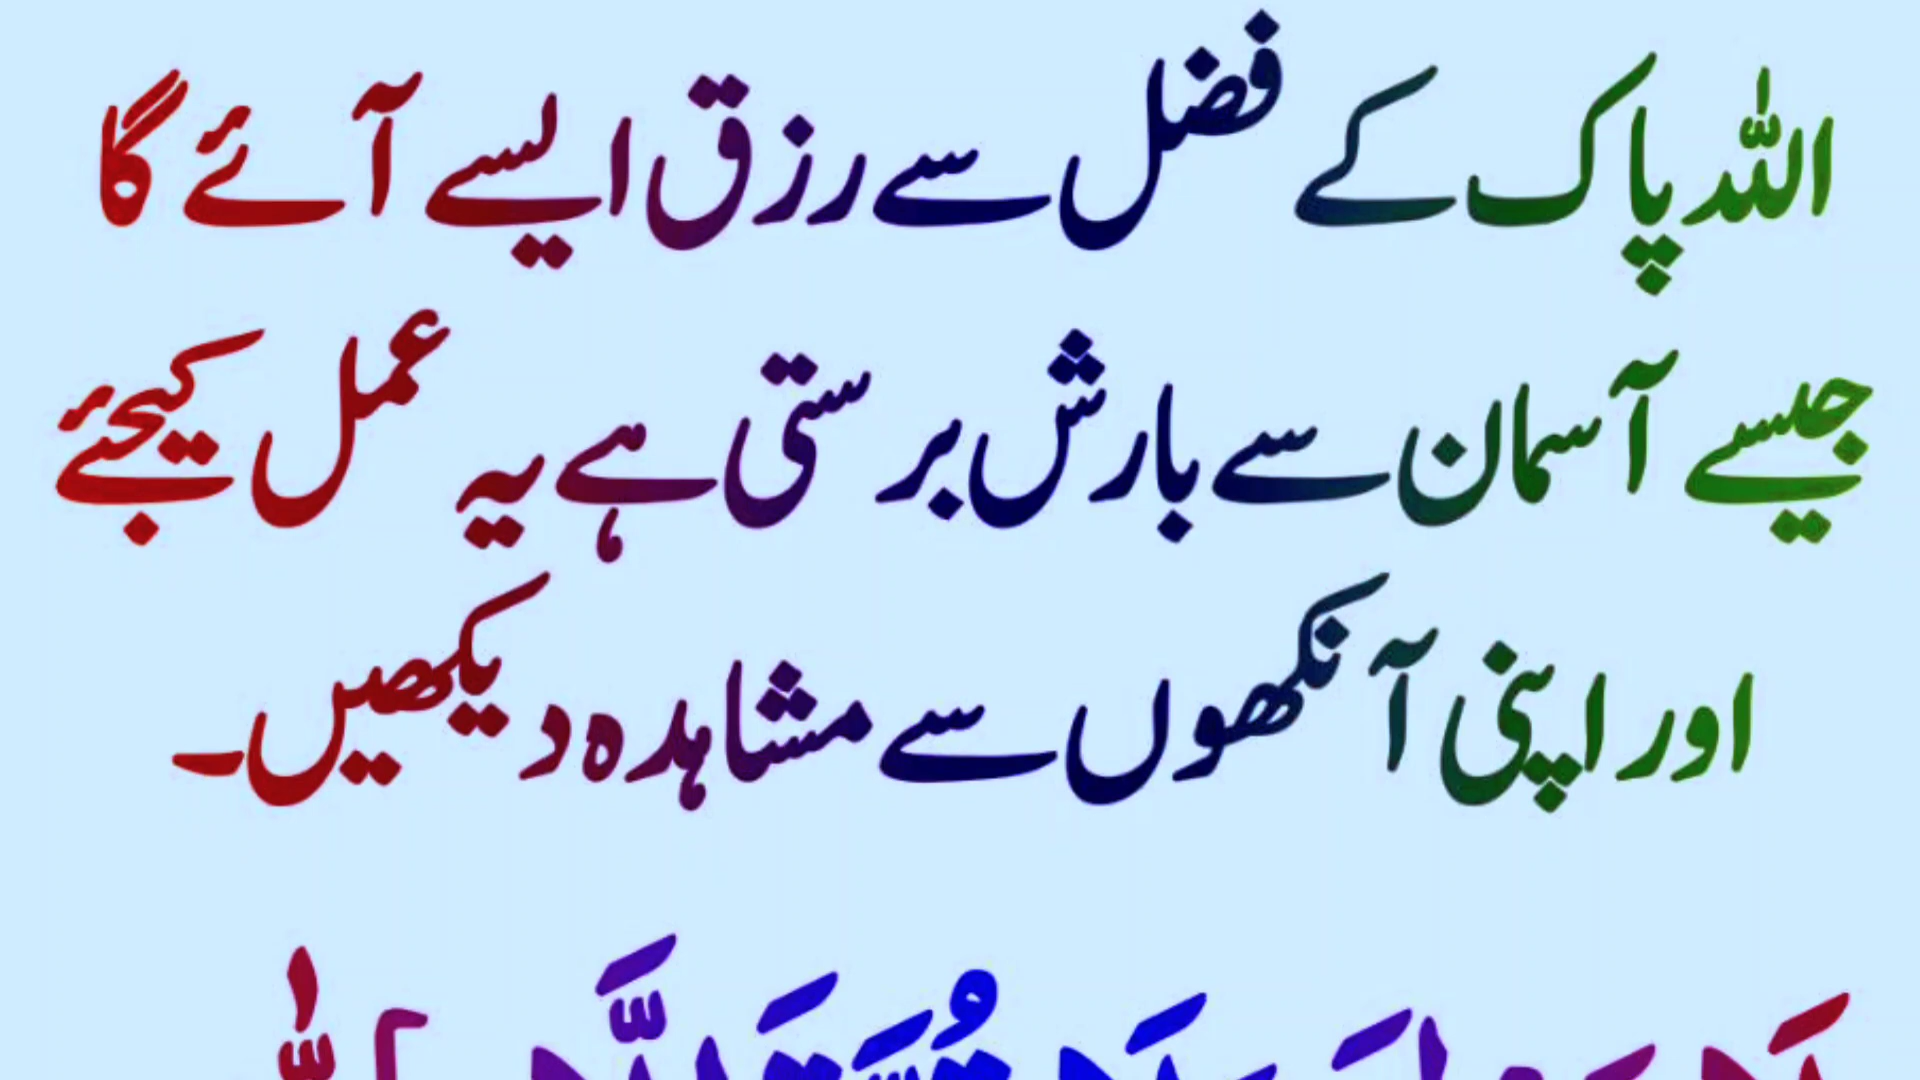 اللہ پاک کے فضل سے رزق ایسے آئے گا
جیسے آسمان سے بارش برستی ہے یہ عمل کیجئے
اور اپنی آنکھوں سے مشاہدہ دیکھیں۔